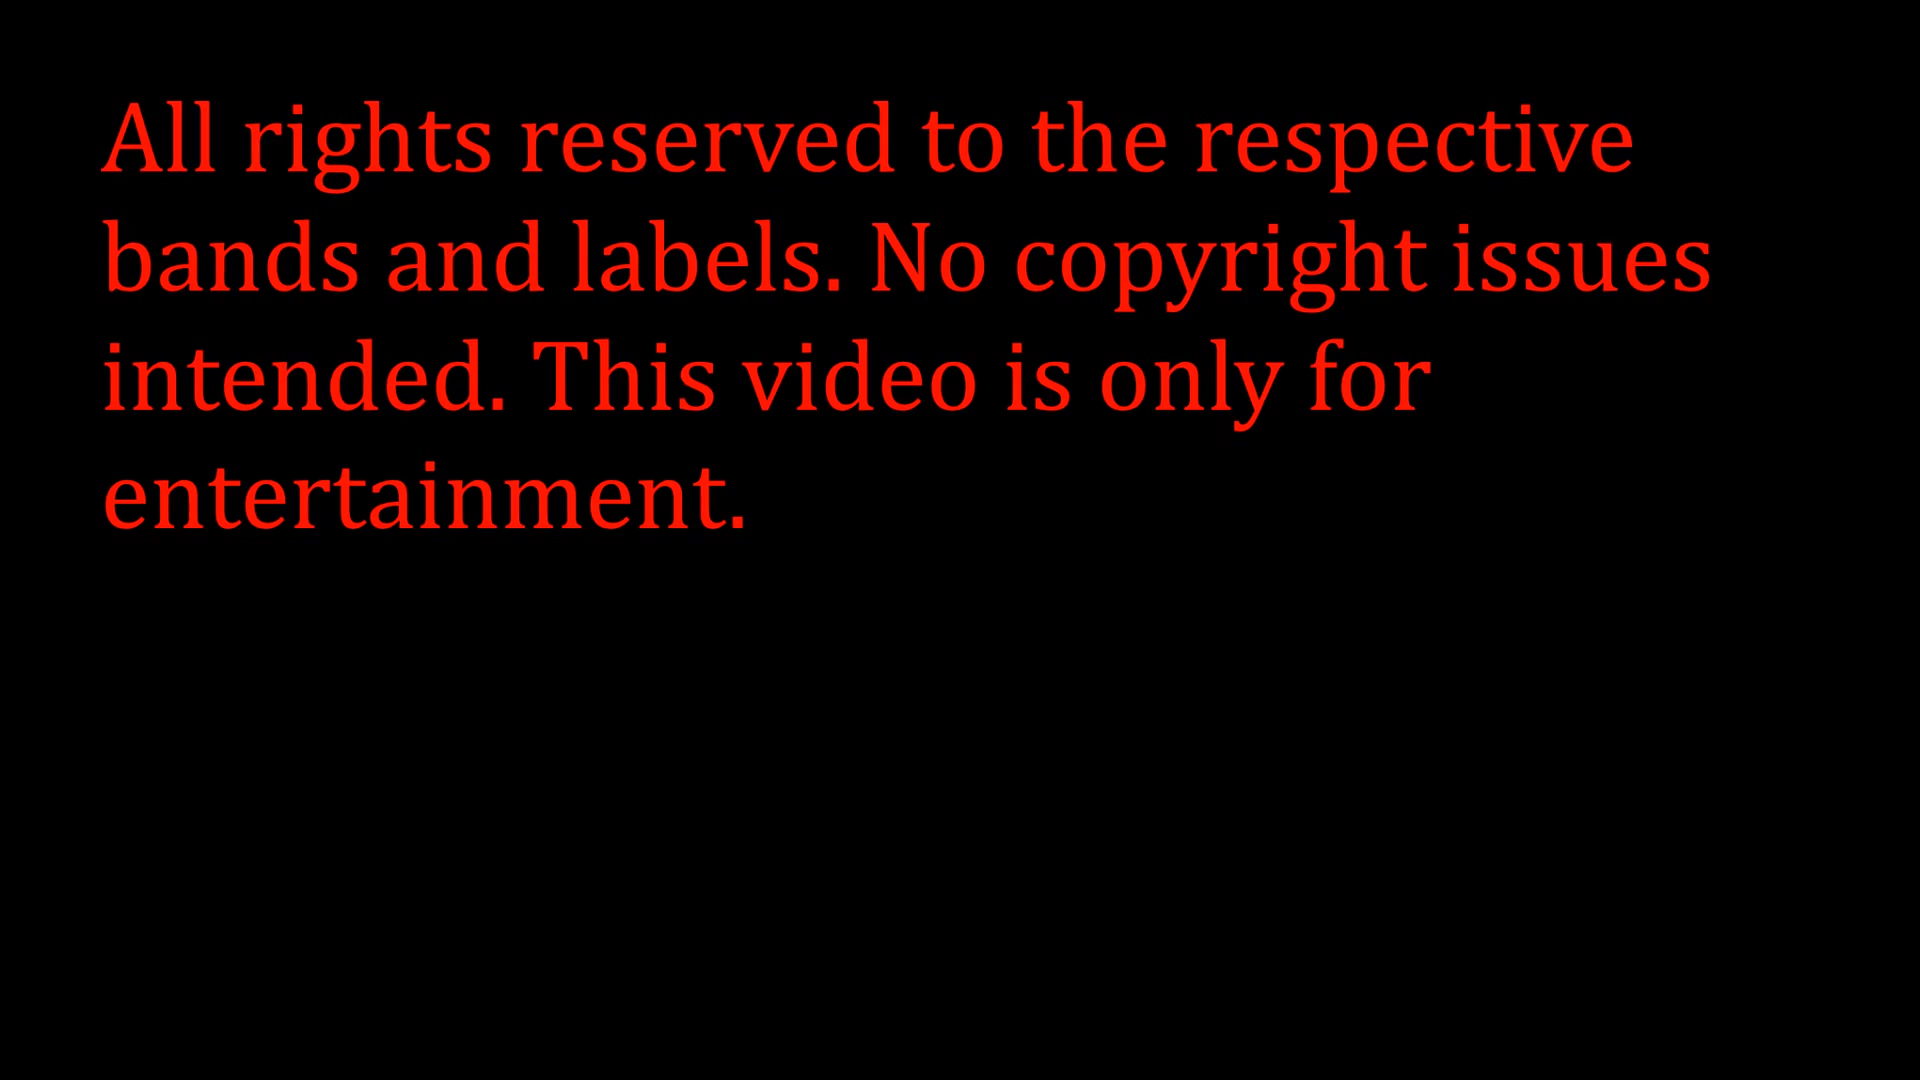 All rights reserved to the respective
bands and labels. No copyright issues
intended. This video is only for
entertainment.